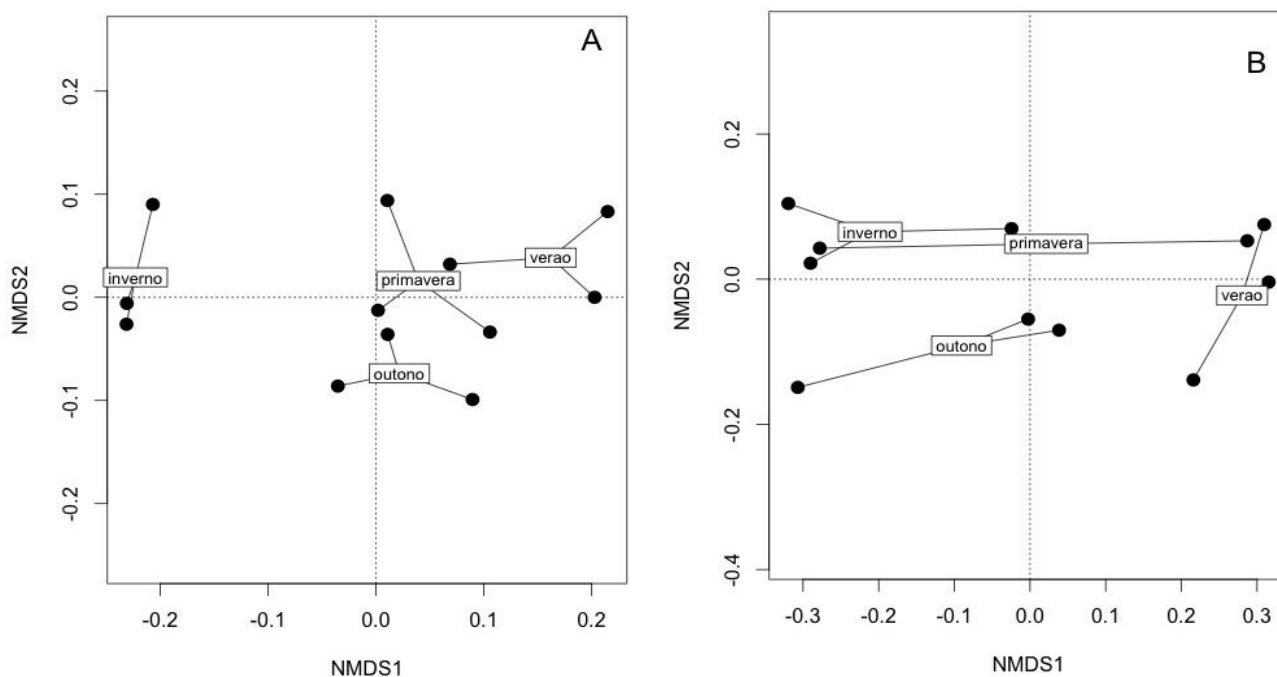 A
NMDS2
0.2
0.1
0.0
-0.1
-0.2
inverno
primavera
verao
outono
-0.2 -0.1 0.0 0.1 0.2
NMDS1
B
NMDS2
0.2
0.0
-0.2
-0.4
inverno
primavera
verao
outono
-0.3 -0.2 -0.1 0.0 0.1 0.2 0.3
NMDS1